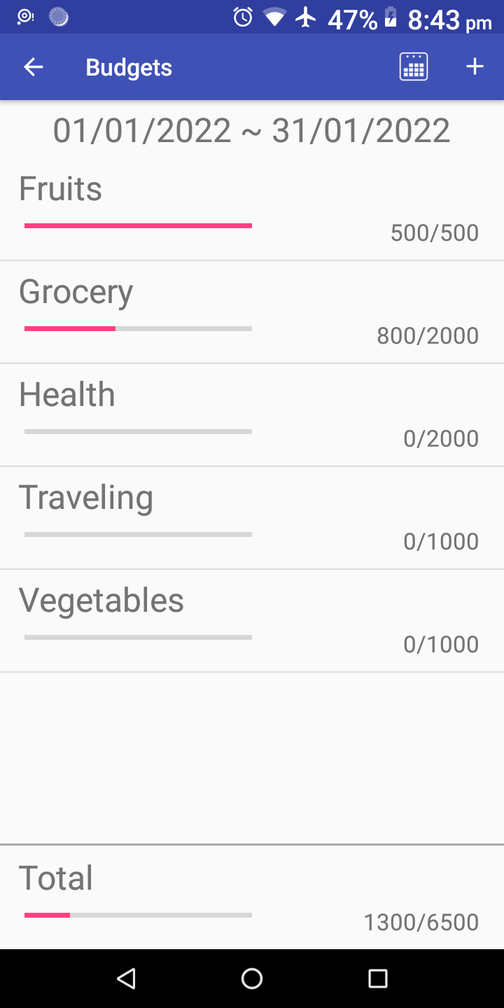 47% 8:43 pm
Budgets
01/01/2022 ~ 31/01/2022
Fruits
500/500
Grocery
800/2000
Health
0/2000
Traveling
0/1000
Vegetables
0/1000
Total
1300/6500